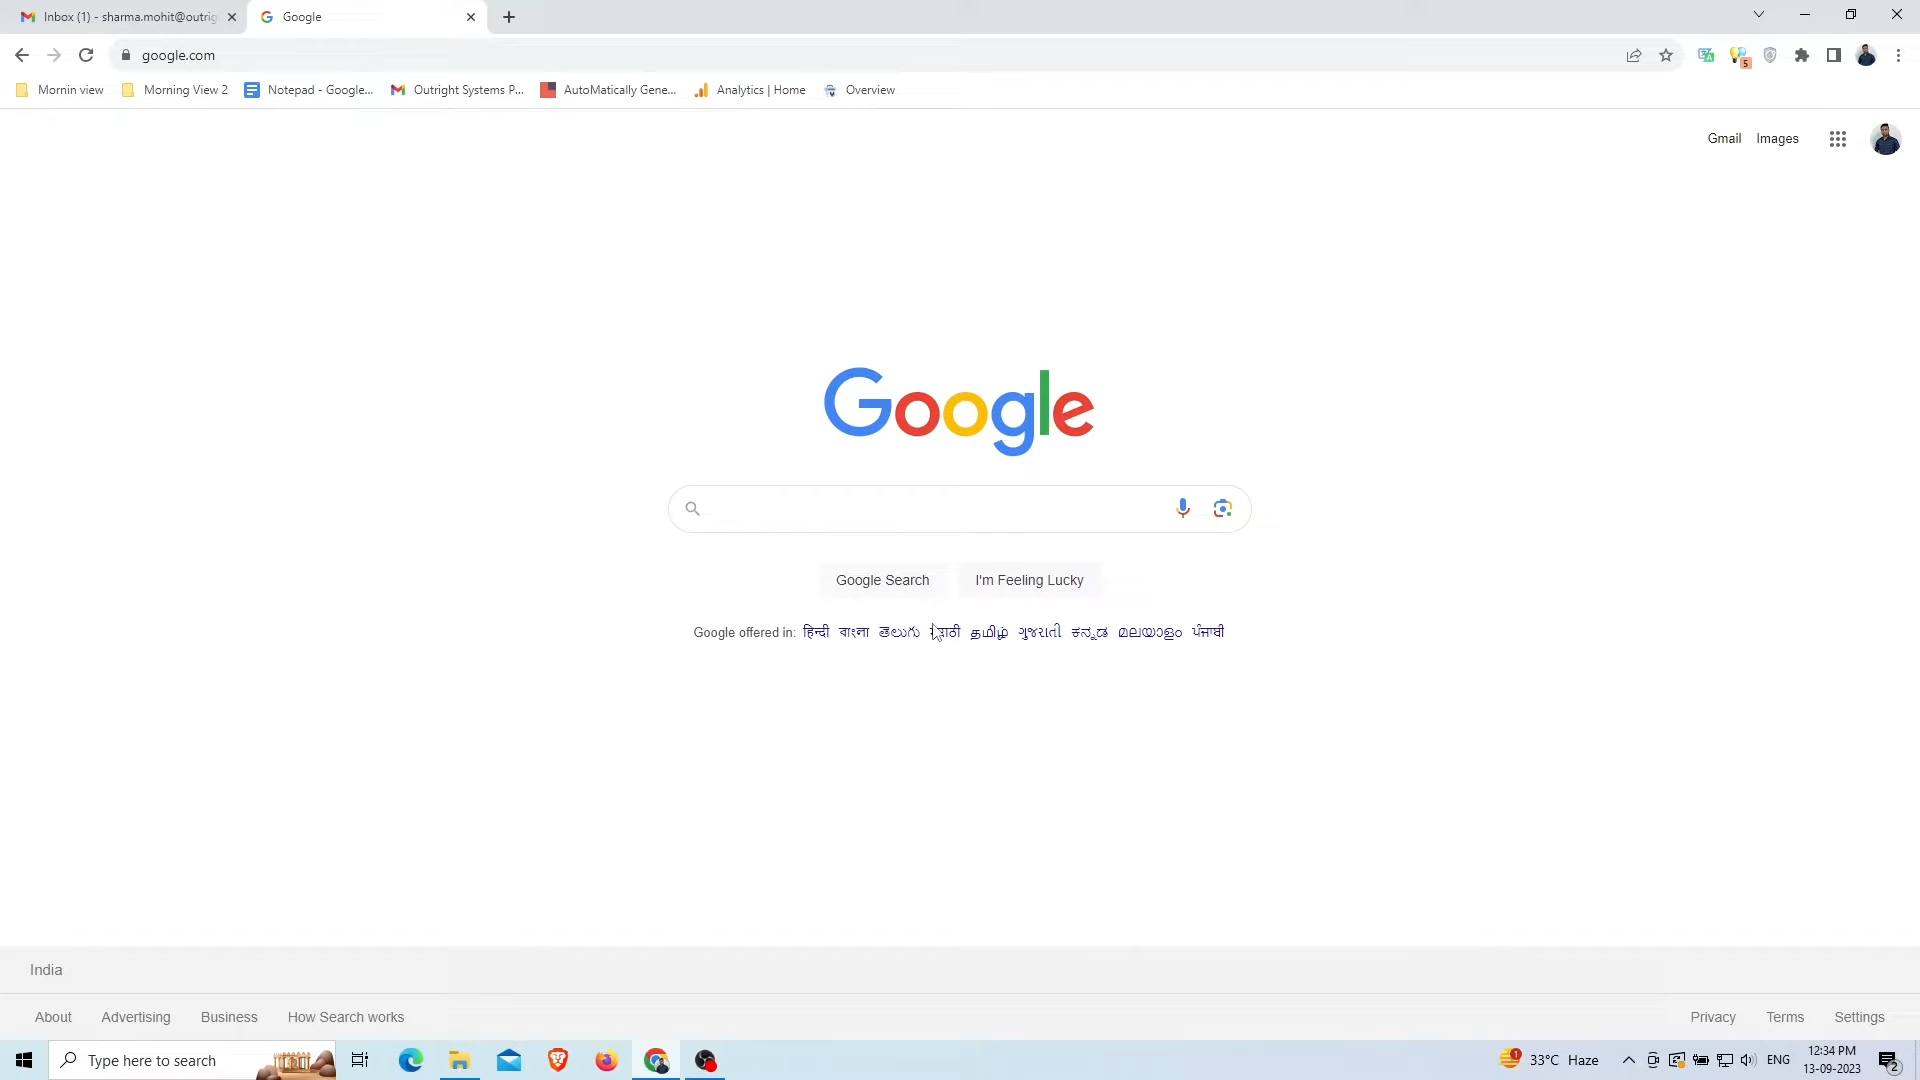 Inbox (1) - sharma.mohit@outrig
Google
google.com
5
Mornin view
Morning View 2
Notepad - Google...
Outright Systems P...
AutoMatically Gene...
Analytics | Home
Overview
Gmail
Images
Google
Google Search
I'm Feeling Lucky
Google offered in: हिन्दी বাংলা తెలుగు தமிழ் ગુજરાતી ಕನ್ನಡ മലയാളം ਪੰਜਾਬੀ
India
About
Advertising
Business
How Search works
Privacy
Terms
Settings
Type here to search
1
33°C Haze
ENG
12:34 PM
13-09-2023
2